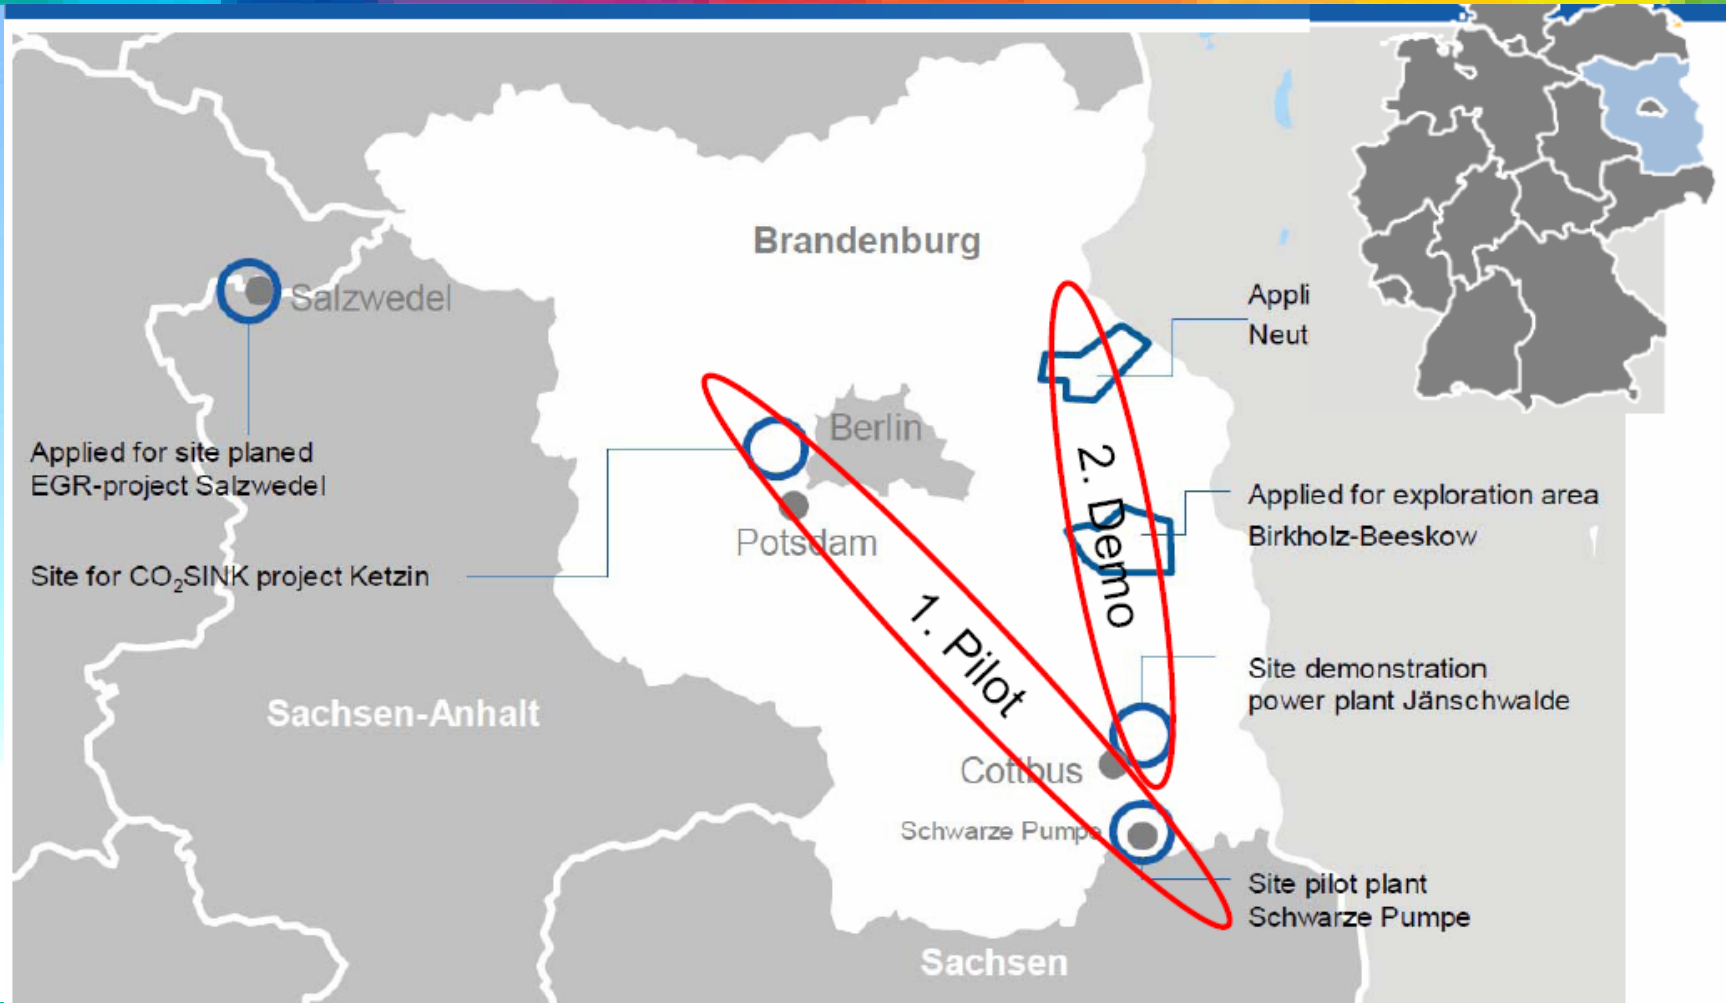 Brandenburg
Salzwedel
Appli
Neut
Berlin
Applied for site planed
EGR-project Salzwedel
2. Demo
Applied for exploration area
Birkholz-Beeskow
Potsdam
Site for CO₂SINK project Ketzin
1. Pilot
Site demonstration
power plant Jänschwalde
Sachsen-Anhalt
Cottbus
Schwarze Pumpe
Site pilot plant
Schwarze Pumpe
Sachsen